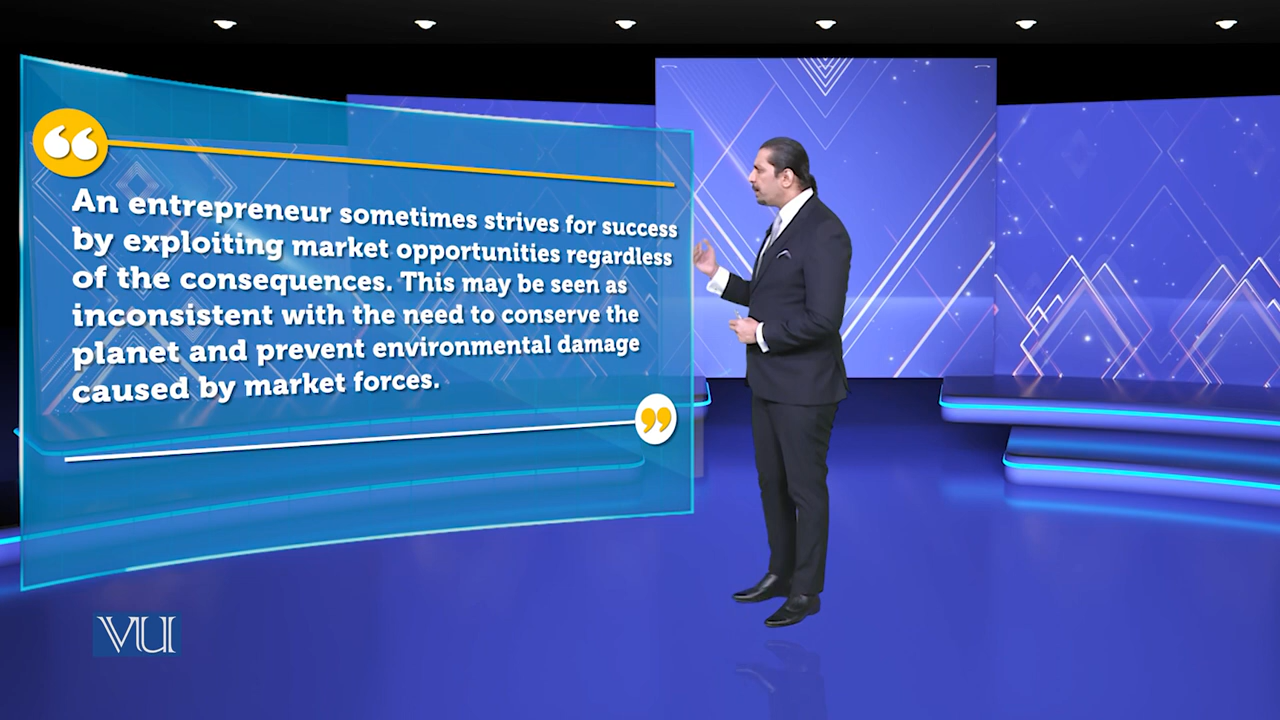 An entrepreneur sometimes strives for success
by exploiting market opportunities regardless
of the consequences. This may be seen as
inconsistent with the need to conserve the
planet and prevent environmental damage
caused by market forces.
VU